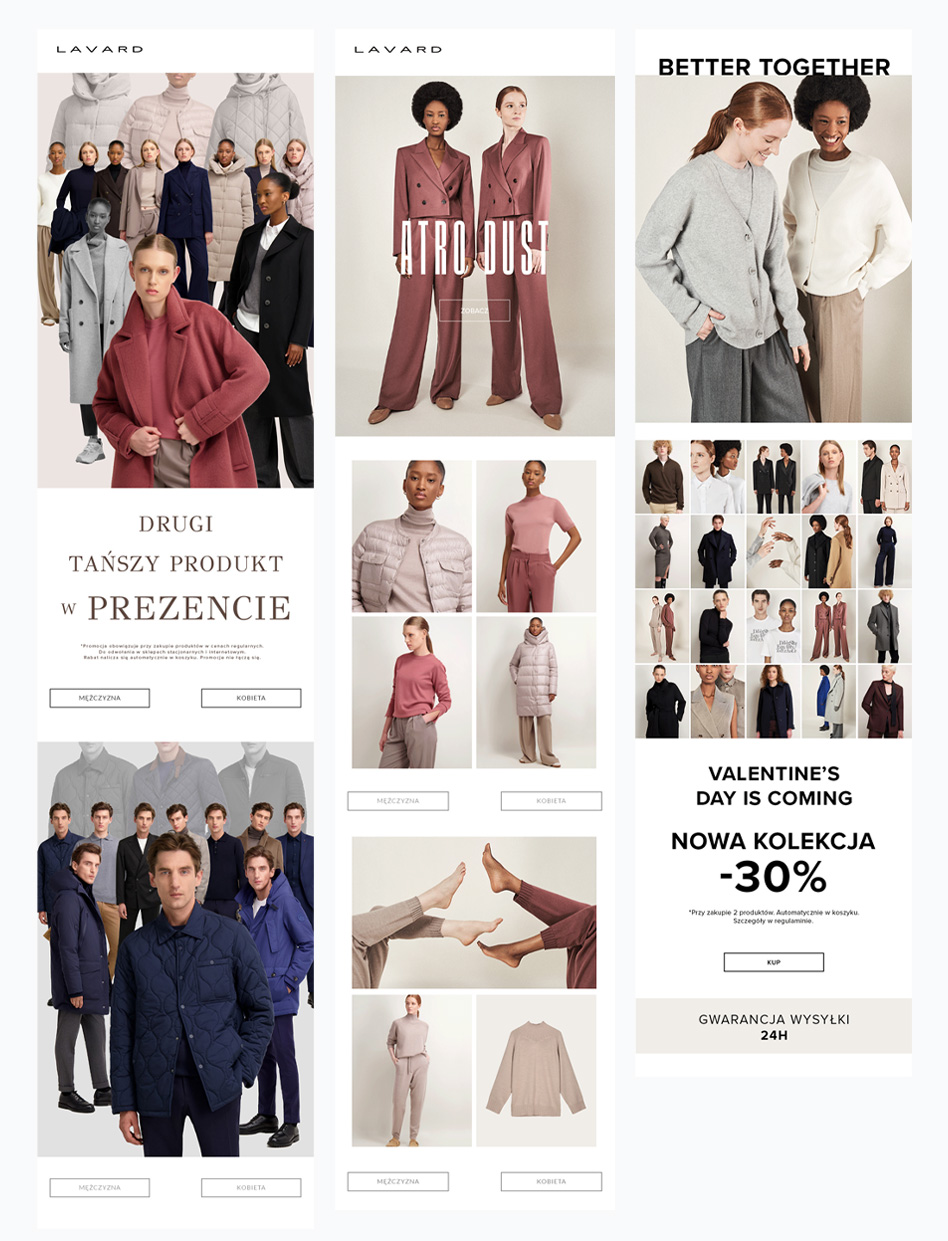 LAVARD
DRUGI
TAŃSZY PRODUKT
W PREZENCIE
*Promocja obowiązuje przy zakupie produktów w cenach regularnych.
Do odwołania w sklepach stacjonarnych i internetowym.
Rabat nalicza się automatycznie w koszyku. Promocje nie łączą się.
MĘŻCZYZNA
KOBIETA
MĘŻCZYZNA
KOBIETA
LAVARD
ATRO DUST
ZOBACZ
MĘŻCZYZNA
KOBIETA
MĘŻCZYZNA
KOBIETA
BETTER TOGETHER
VALENTINE'S
DAY IS COMING
NOWA KOLEKCJA
-30%
*Przy zakupie 2 produktów. Automatycznie w koszyku.
Szczegóły w regulaminie.
KUP
GWARANCJA WYSYŁKI
24H